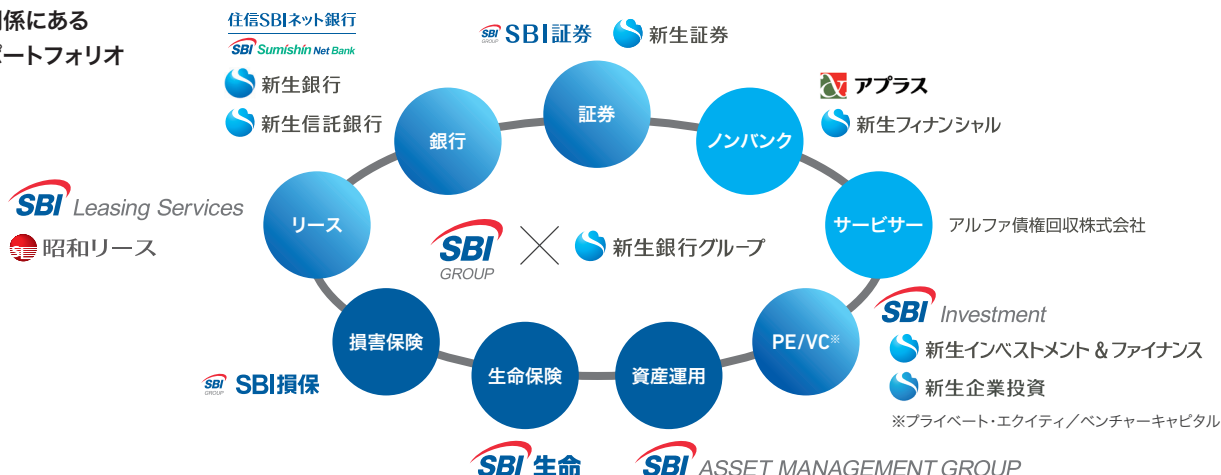 係にある
ポートフォリオ
住信SBIネット銀行
SBI Sumishin Net Bank
新生銀行
新生信託銀行
SBI GROUP SBI証券
新生証券
アプラス
新生フィナンシャル
銀行
証券
ノンバンク
リース
サービサー
SBI Leasing Services
昭和リース
SBI
GROUP
新生銀行グループ
アルファ債権回収株式会社
損害保険
生命保険
資産運用
PE/VC※
SBI Investment
新生インベストメント&ファイナンス
新生企業投資
※プライベート・エクイティ/ベンチャーキャピタル
SBI GROUP SBI損保
SBI 生命
SBI ASSET MANAGEMENT GROUP